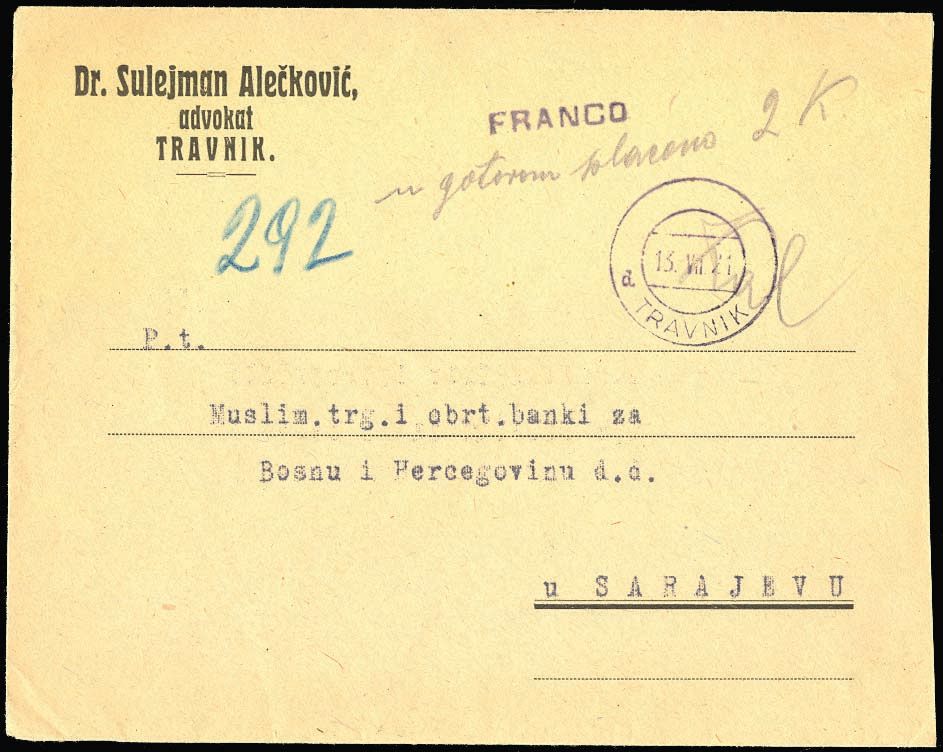 Dr. Sulejman Alečković,
advokat
TRAVNIK.
FRANCO
u gotovom plaćeno 2 K
292
13. VII. 21
d
TRAVNIK
P.t.
Muslim.trg.i obrt.banki za
Bosnu i Hercegovinu d.d.
u SARAJEVU